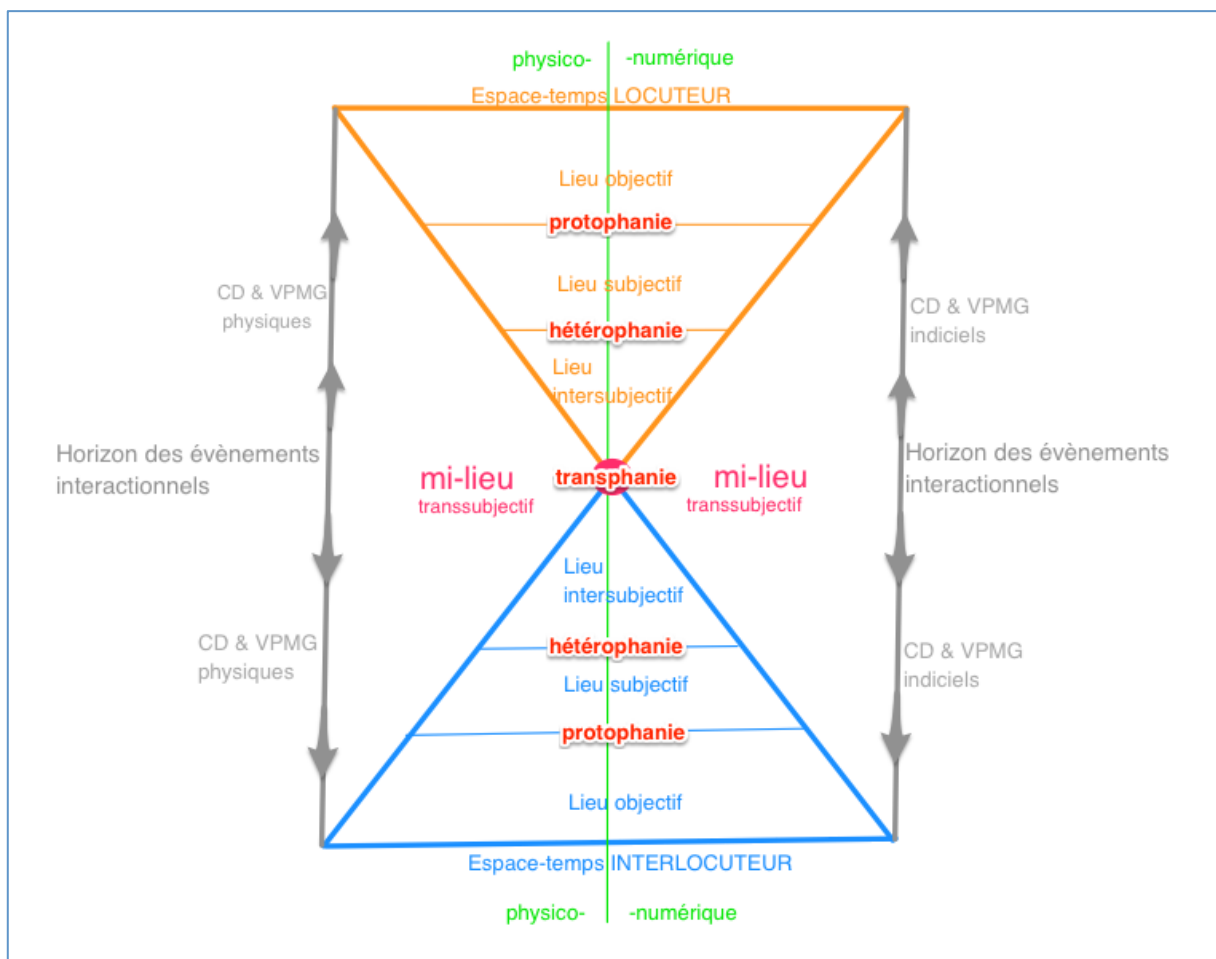 physico- -numérique
Espace-temps LOCUTEUR
Lieu objectif
protophanie
Lieu subjectif
CD & VPMG
physiques
CD & VPMG
indiciels
hétérophanie
Lieu
intersubjectif
Horizon des évènements
interactionnels
mi-lieu
transsubjectif
transphanie
mi-lieu
transsubjectif
Horizon des évènements
interactionnels
Lieu
intersubjectif
CD & VPMG
physiques
hétérophanie
CD & VPMG
indiciels
Lieu subjectif
protophanie
Lieu objectif
Espace-temps INTERLOCUTEUR
physico- -numérique